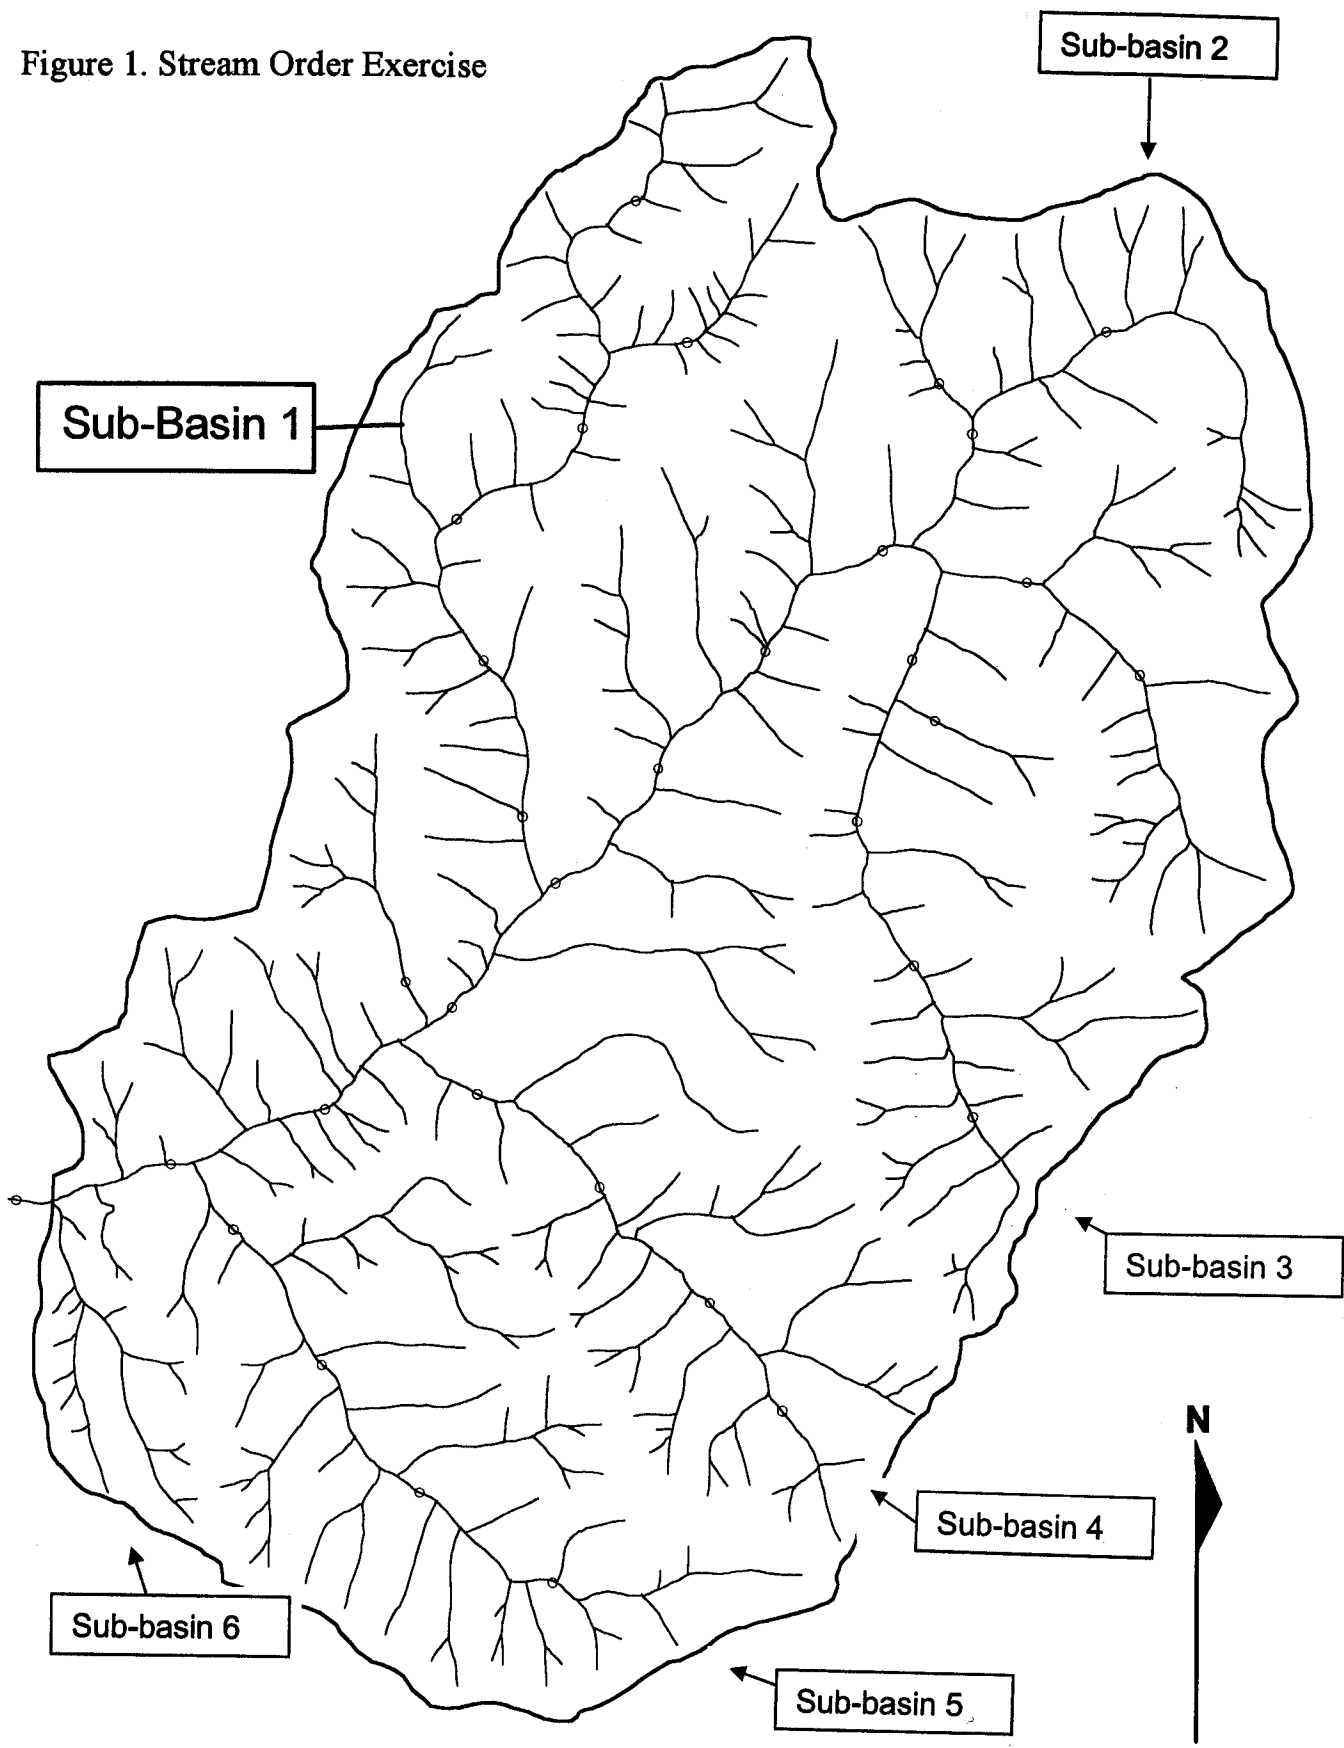 Figure 1. Stream Order Exercise
Sub-basin 2
Sub-Basin 1
Sub-basin 3
N
Sub-basin 4
Sub-basin 6
Sub-basin 5